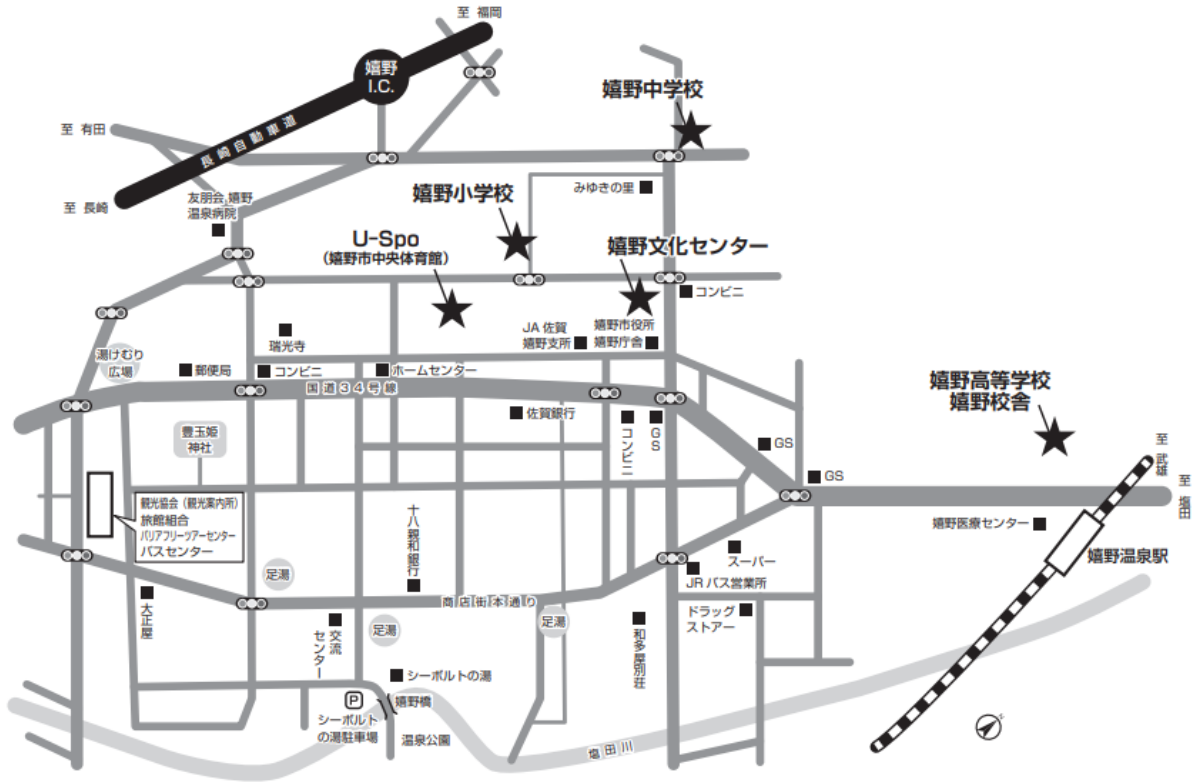 至 福岡
嬉野
I.C.
長崎自動車道
至 有田
至 長崎
嬉野中学校
友朋会 嬉野
温泉病院
嬉野小学校
みゆきの里
U-Spo
(嬉野市中央体育館)
嬉野文化センター
コンビニ
瑞光寺
JA 佐賀
嬉野支所
嬉野市役所
嬉野庁舎
湯けむり
広場
郵便局
コンビニ
ホームセンター
国道34号線
佐賀銀行
コンビニ
GS
GS
GS
嬉野高等学校
嬉野校舎
至 武雄
至 塩田
豊玉姫
神社
観光協会(観光案内所)
旅館組合
バリアフリーツアーセンター
バスセンター
十八親和銀行
嬉野医療センター
嬉野温泉駅
スーパー
JR バス営業所
足湯
大正屋
商店街本通り
交流
センター
足湯
足湯
和多屋別荘
ドラッグ
ストアー
シーボルトの湯
P
シーボルト
の湯駐車場
嬉野橋
温泉公園
塩田川